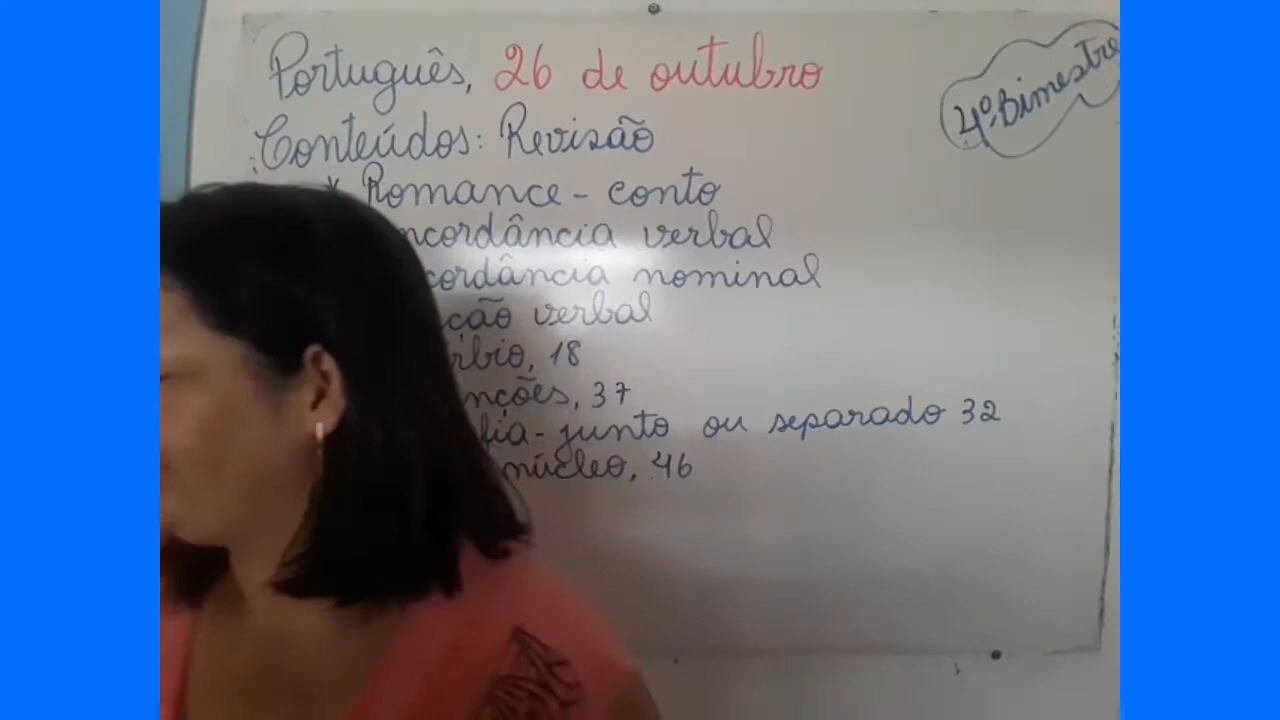 Português, 26 de outubro
4º Bimestre
Conteúdos: Revisão
* Romance - conto
ncordância verbal
cordância nominal
ção verbal
rbio, 18
nções, 37
fia - junto ou separado 32
núcleo, 46